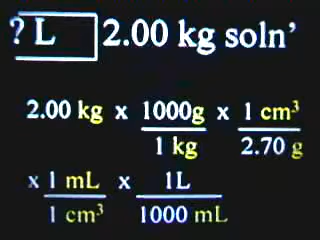 ? L 2.00 kg soln’
2.00 kg x 1000g x 1 cm³
1 kg 2.70 g
x 1 mL x 1L
1 cm³ 1000 mL